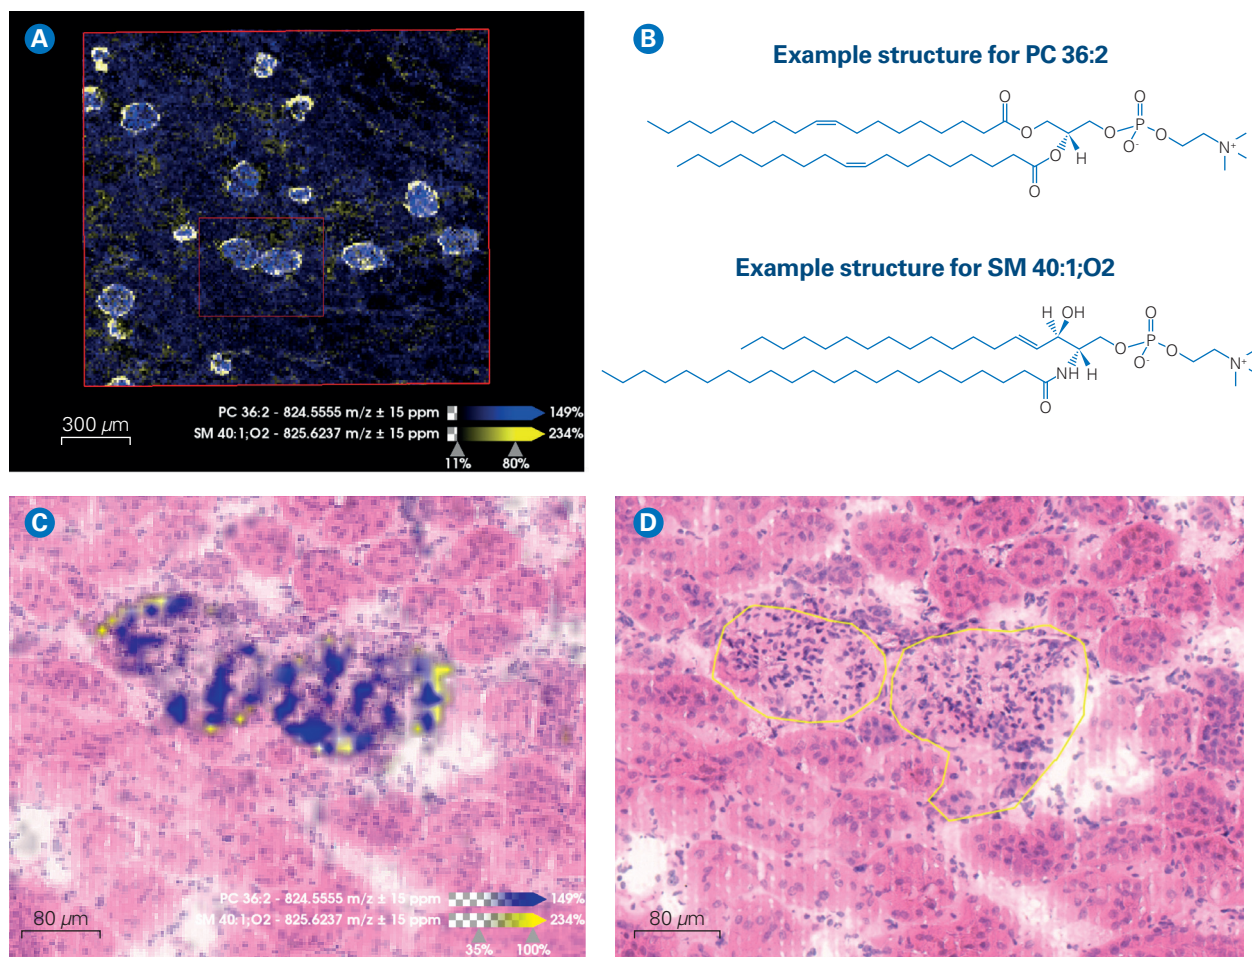 A
300 µm
PC 36:2 - 824.5555 m/z ± 15 ppm 149%
SM 40:1;O2 - 825.6237 m/z ± 15 ppm 234%
11% 80%
B
Example structure for PC 36:2
O O
O O P O
O⁻ N⁺
O H
O
Example structure for SM 40:1;O2
H OH O
O P O
O⁻ N⁺
NH H
O
C
PC 36:2 - 824.5555 m/z ± 15 ppm 149%
SM 40:1;O2 - 825.6237 m/z ± 15 ppm 234%
80 µm
35% 100%
D
80 µm